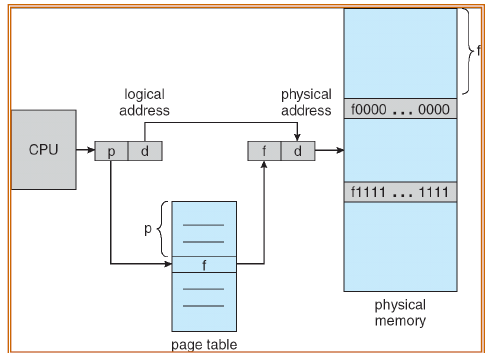 logical
address
physical
address
CPU
p
d
f
d
f
f0000 ... 0000
f1111 ... 1111
p
f
physical
memory
page table